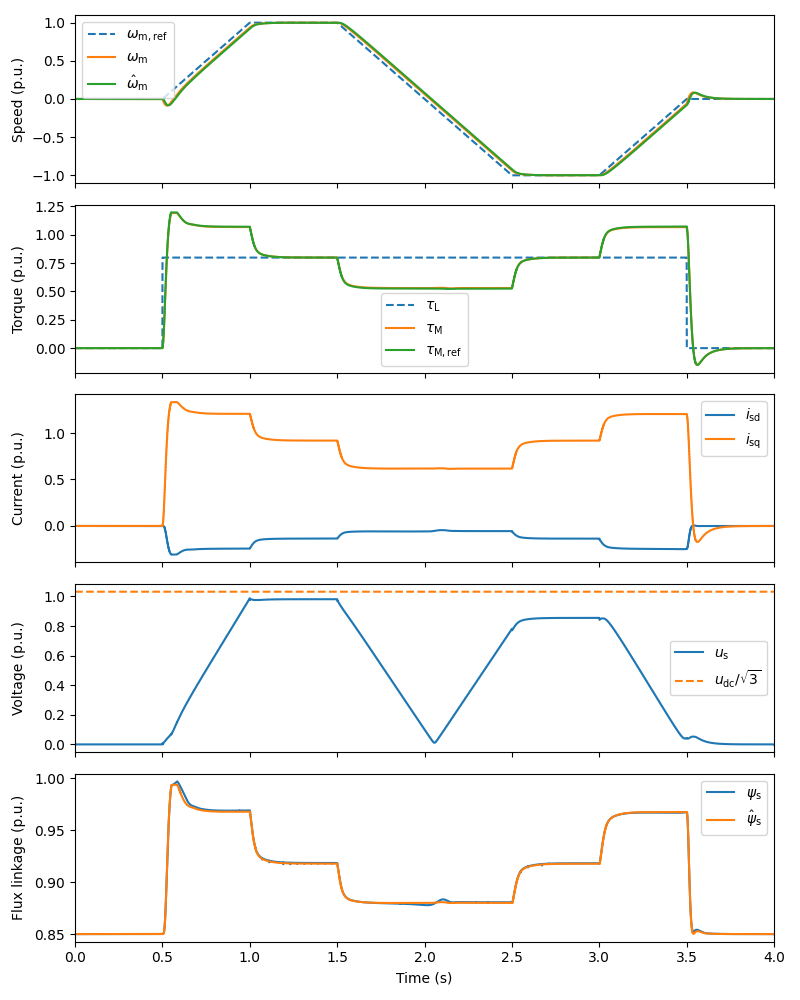 1.0
0.5
0.0
−0.5
−1.0
Speed (p.u.)
ω_m,ref
ω_m
ω̂_m
1.25
1.00
0.75
0.50
0.25
0.00
Torque (p.u.)
τ_L
τ_M
τ_M,ref
1.0
0.5
0.0
Current (p.u.)
i_sd
i_sq
1.0
0.8
0.6
0.4
0.2
0.0
Voltage (p.u.)
u_s
u_dc/√3
1.00
0.95
0.90
0.85
Flux linkage (p.u.)
ψ_s
ψ̂_s
0.0 0.5 1.0 1.5 2.0 2.5 3.0 3.5 4.0
Time (s)